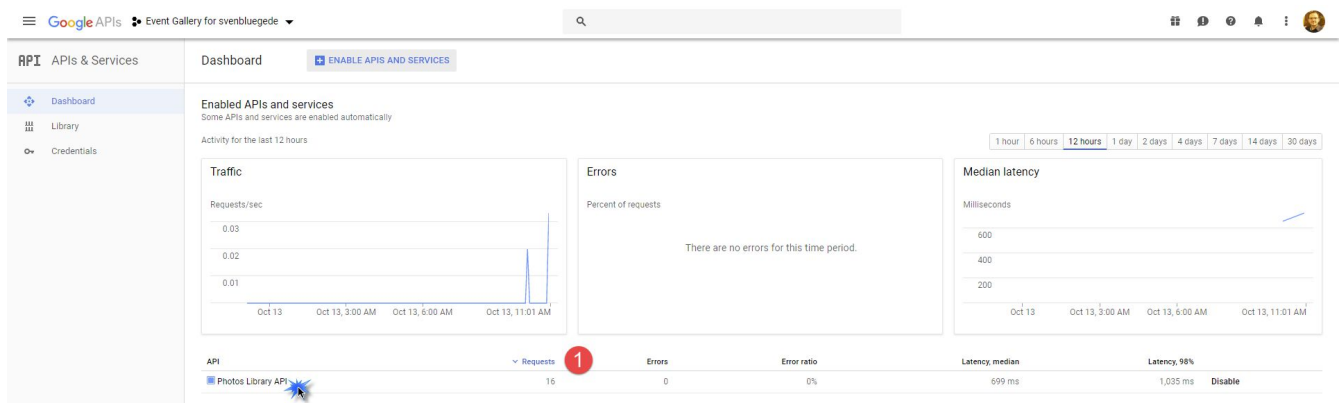 Google APIs Event Gallery for svenbluegede
API APIs & Services Dashboard ENABLE APIS AND SERVICES
Dashboard
Library
Credentials
Enabled APIs and services
Some APIs and services are enabled automatically
Activity for the last 12 hours
1 hour 6 hours 12 hours 1 day 2 days 4 days 7 days 14 days 30 days
Traffic
Requests/sec
0.03
0.02
0.01
Oct 13 Oct 13, 3:00 AM Oct 13, 6:00 AM Oct 13, 11:01 AM
Errors
Percent of requests
There are no errors for this time period.
Median latency
Milliseconds
600
400
200
Oct 13 Oct 13, 3:00 AM Oct 13, 6:00 AM Oct 13, 11:01 AM
API Requests 1 Errors Error ratio Latency, median Latency, 98%
Photos Library API 16 0 0% 699 ms 1,035 ms Disable